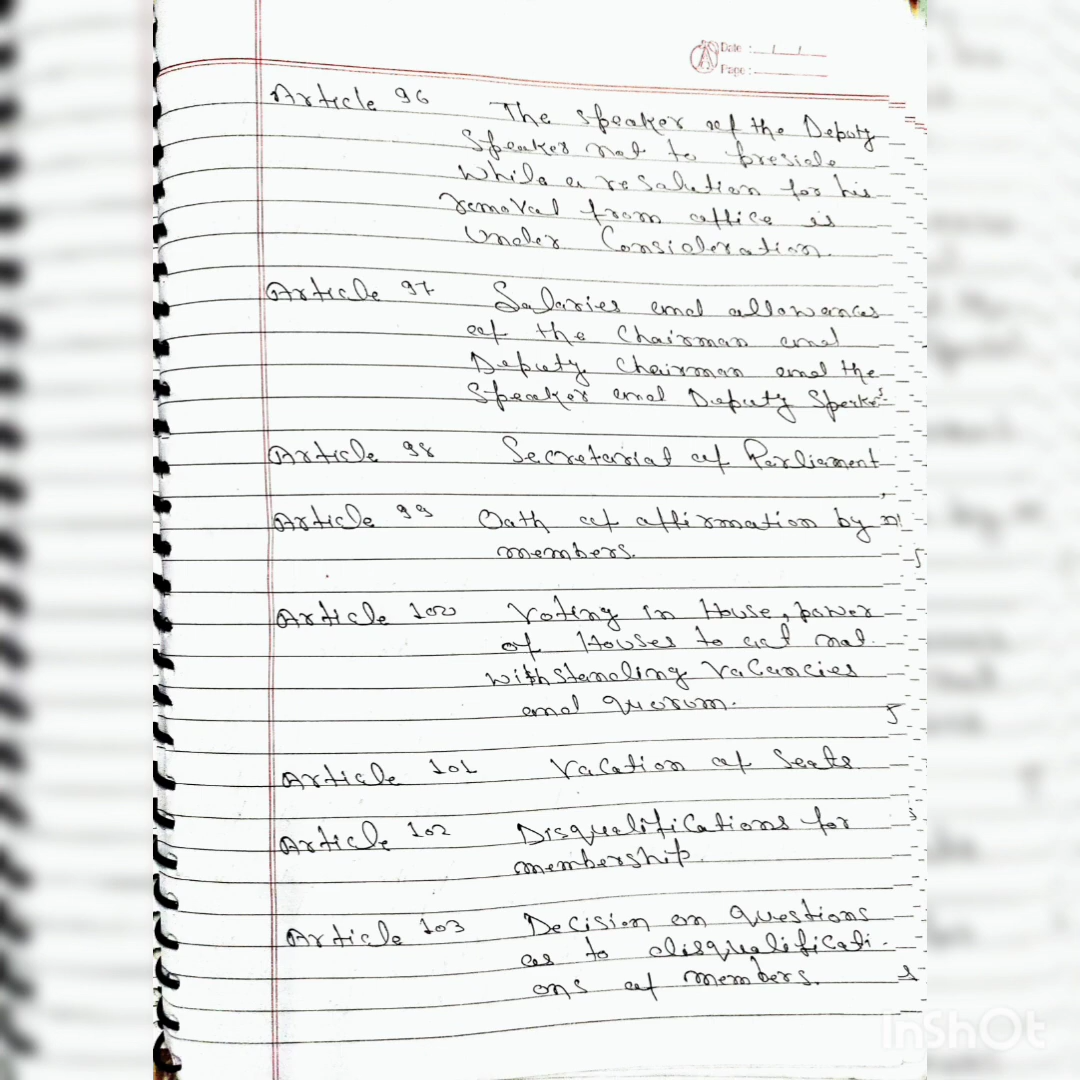 Date :
Page :
Article 96 The Speaker of the Deputy
Speaker not to preside
While a resolution for his
removal from office is
Under Consideration.
Article 97 Salaries and allowances
of the Chairman and
Deputy Chairman and the
Speaker and Deputy Speaker
Article 98 Secretariat of Parliament
Article 99 Oath of affirmation by
members.
Article 100 Voting in House, power
of Houses to act not
withstanding Vacancies
and quorum.
Article 101 Vacation of Seats
Article 102 Disqualifications for
membership.
Article 103 Decision on questions
as to disqualificati-
ons of members.
InShOt